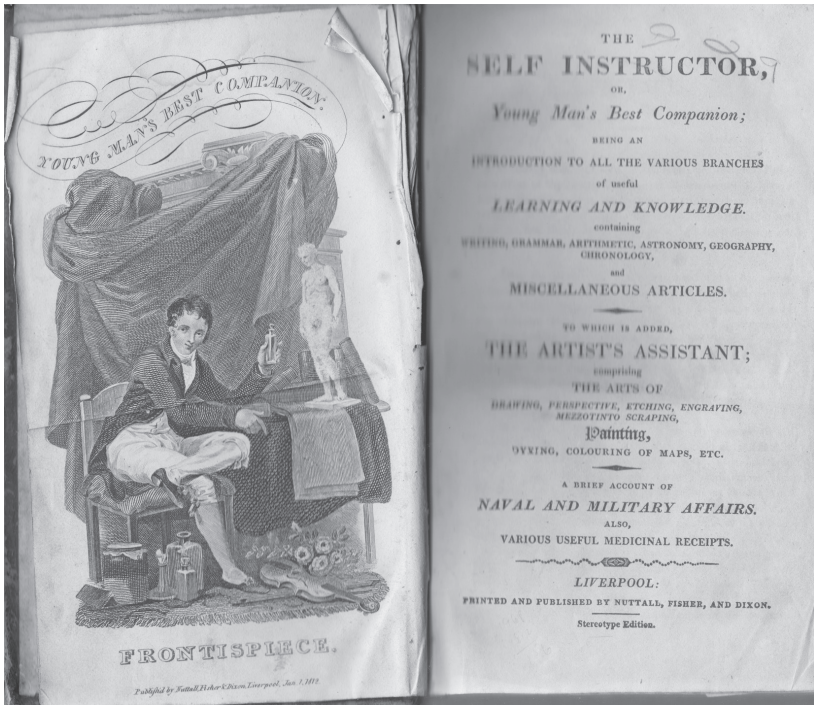 YOUNG MAN'S BEST COMPANION.
FRONTISPIECE.
Publish'd by Nuttall, Fisher & Dixon, Liverpool, Jan. 1,
THE
SELF INSTRUCTOR,
OR,
Young Man's Best Companion;
BEING AN
INTRODUCTION TO ALL THE VARIOUS BRANCHES
of useful
LEARNING AND KNOWLEDGE.
containing
WRITING, GRAMMAR, ARITHMETIC, ASTRONOMY, GEOGRAPHY,
CHRONOLOGY,
and
MISCELLANEOUS ARTICLES.
TO WHICH IS ADDED,
THE ARTIST'S ASSISTANT;
comprising
THE ARTS OF
DRAWING, PERSPECTIVE, ETCHING, ENGRAVING,
MEZZOTINTO SCRAPING,
Painting,
DYXING, COLOURING OF MAPS, ETC.
A BRIEF ACCOUNT OF
NAVAL AND MILITARY AFFAIRS.
ALSO,
VARIOUS USEFUL MEDICINAL RECEIPTS.
LIVERPOOL:
PRINTED AND PUBLISHED BY NUTTALL, FISHER, AND DIXON.
Stereotype Edition.